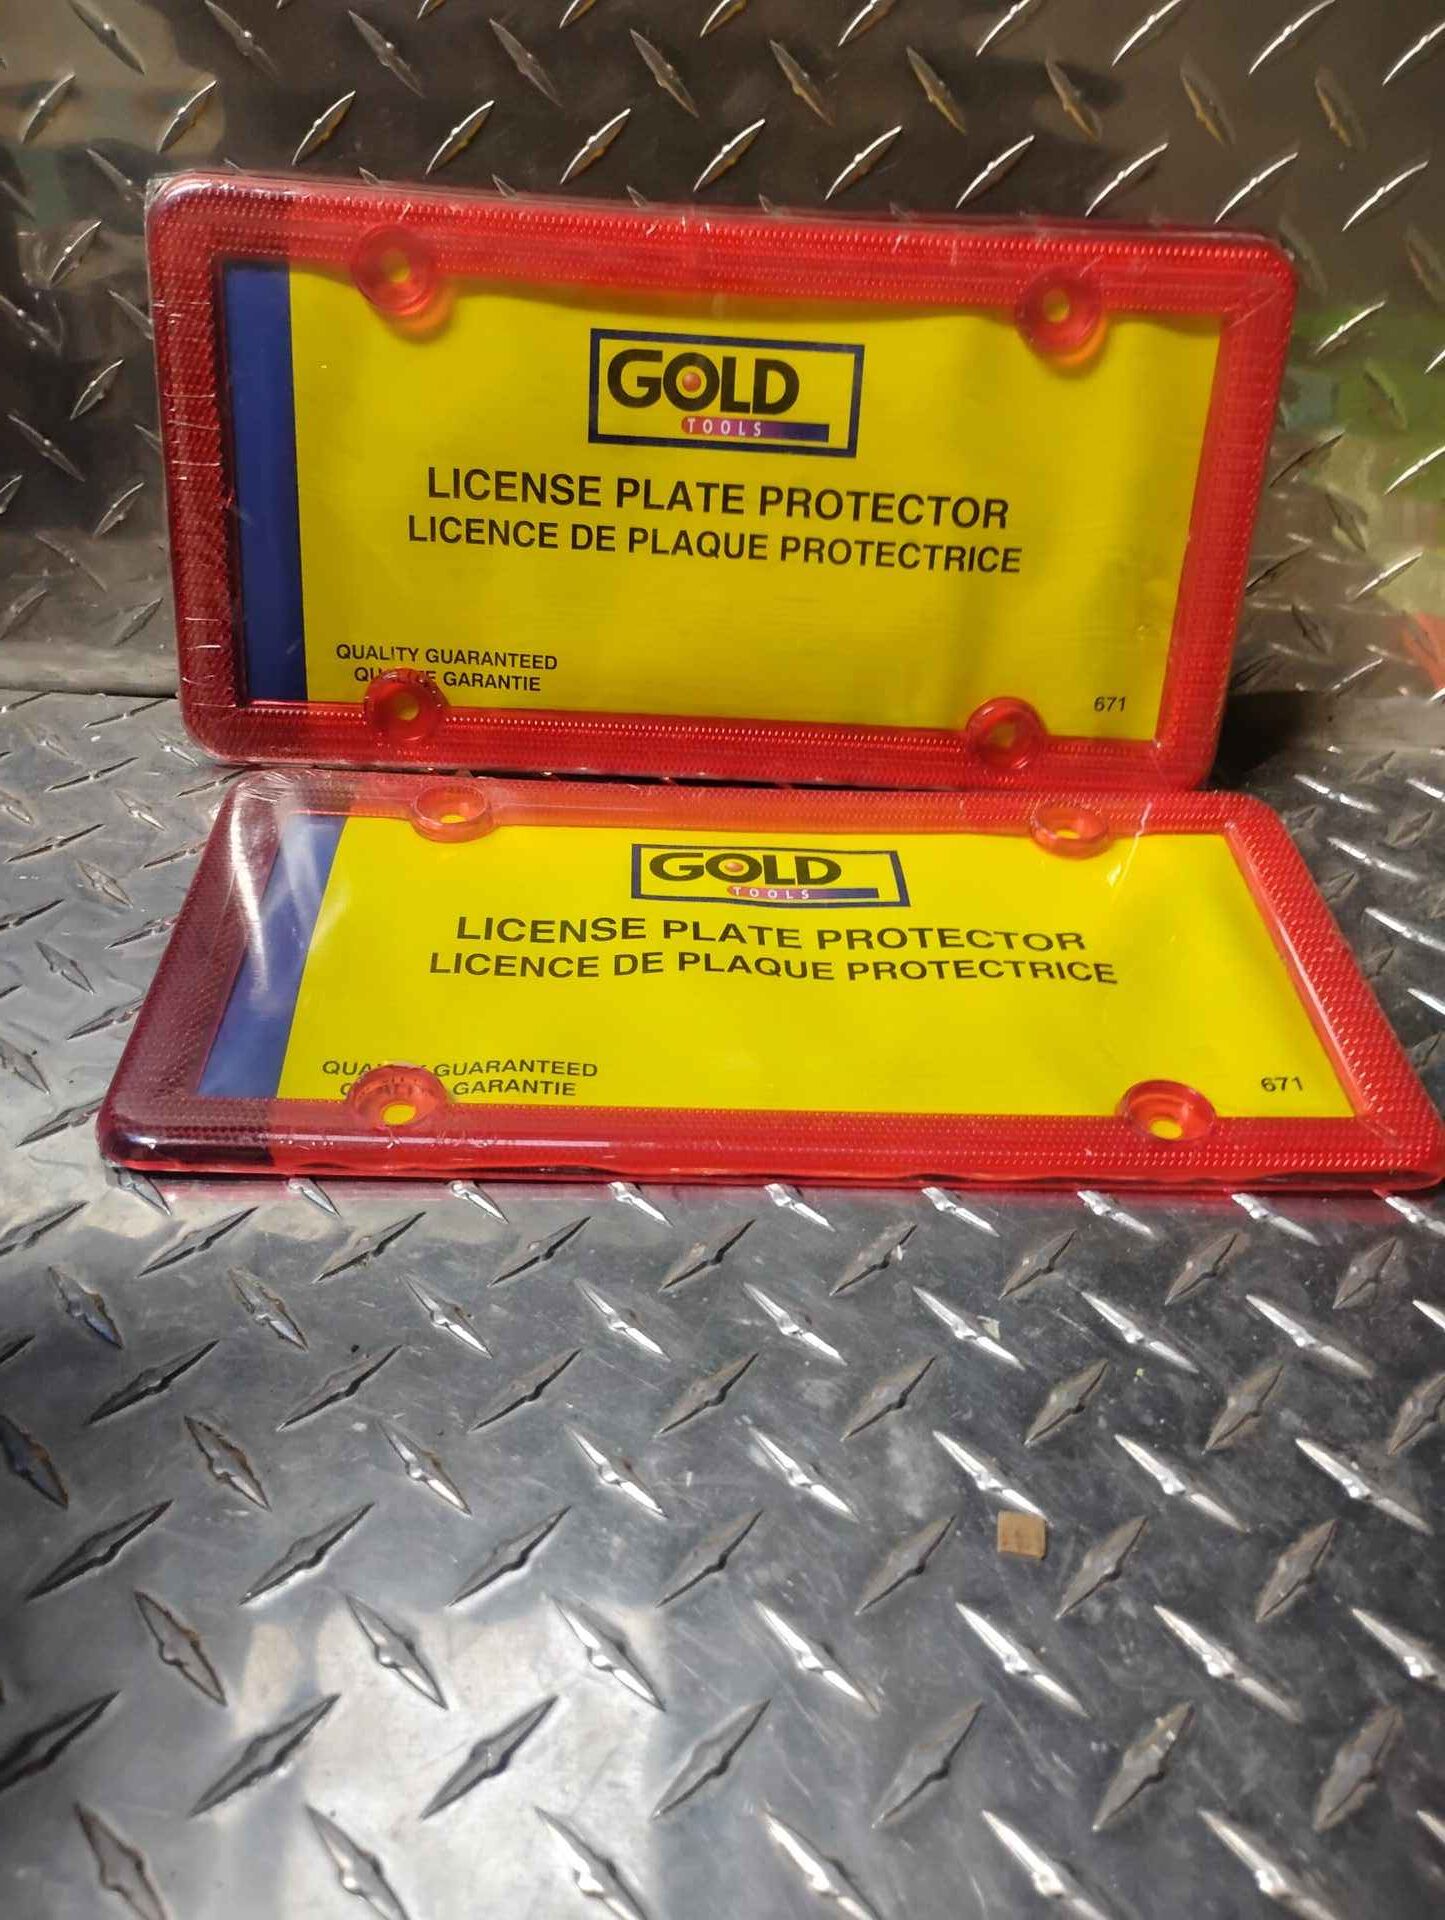 GOLD
TOOLS
LICENSE PLATE PROTECTOR
LICENCE DE PLAQUE PROTECTRICE
QUALITY GUARANTEED
GARANTIE
671
GOLD
TOOLS
LICENSE PLATE PROTECTOR
LICENCE DE PLAQUE PROTECTRICE
GUARANTEED
GARANTIE
671